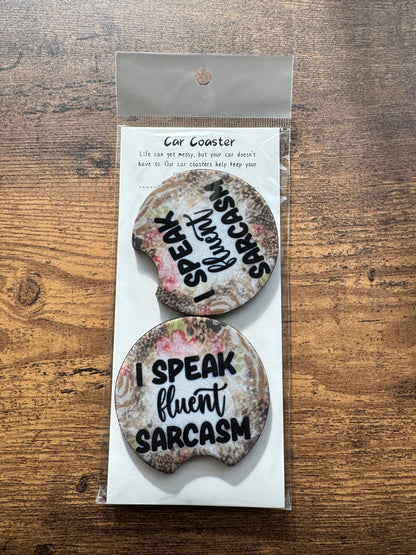 Car Coaster
Life can get messy, but your car doesn't
have to. Our car coasters help keep your
I SPEAK
fluent
SARCASM
I SPEAK
fluent
SARCASM